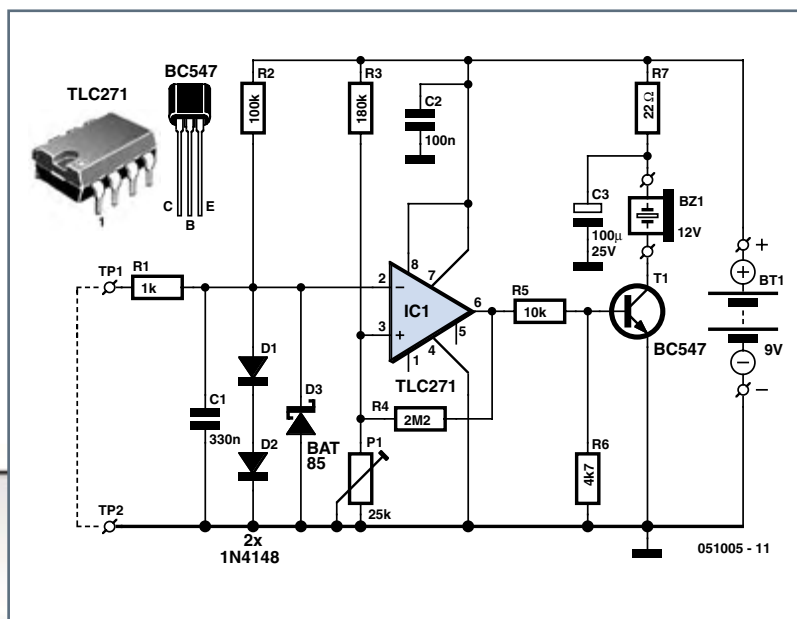 TLC271
1
BC547
C
B
E
R2
100k
R3
180k
C2
100n
R7
22Ω
C3
100µ
25V
BZ1
12V
+
BT1
9V
–
TP1
R1
1k
2
–
3
+
IC1
8
7
6
5
4
1
TLC271
R5
10k
T1
BC547
D1
D2
C1
330n
D3
BAT
85
R4
2M2
P1
25k
R6
4k7
TP2
2x
1N4148
051005 - 11